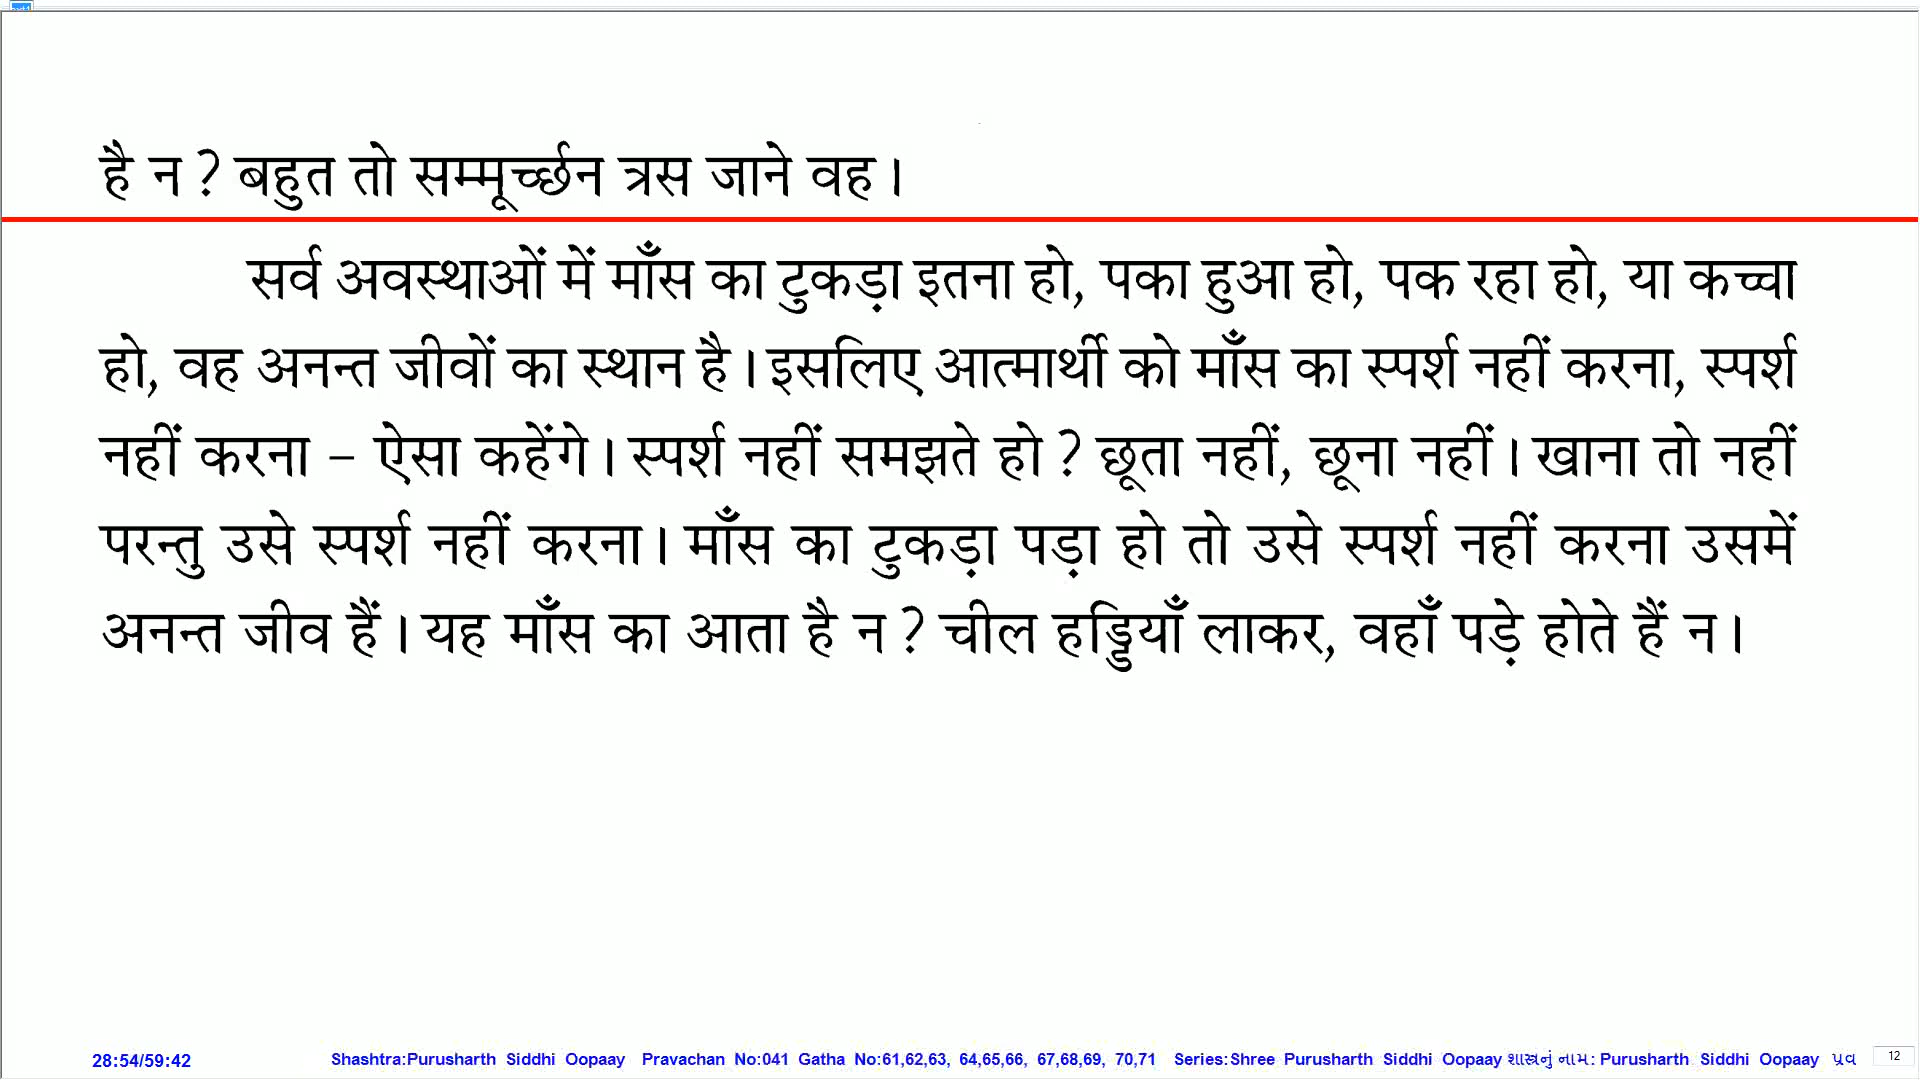 है न ? बहुत तो सम्मूर्च्छन त्रस जाने वह ।
सर्व अवस्थाओं में माँस का टुकड़ा इतना हो, पका हुआ हो, पक रहा हो, या कच्चा
हो, वह अनन्त जीवों का स्थान है । इसलिए आत्मार्थी को माँस का स्पर्श नहीं करना, स्पर्श
नहीं करना – ऐसा कहेंगे । स्पर्श नहीं समझते हो ? छूता नहीं, छूना नहीं । खाना तो नहीं
परन्तु उसे स्पर्श नहीं करना । माँस का टुकड़ा पड़ा हो तो उसे स्पर्श नहीं करना उसमें
अनन्त जीव हैं । यह माँस का आता है न ? चील हड्डियाँ लाकर, वहाँ पड़े होते हैं न ।
28:54/59:42 Shashtra:Purusharth Siddhi Oopaay Pravachan No:041 Gatha No:61,62,63, 64,65,66, 67,68,69, 70,71 Series:Shree Purusharth Siddhi Oopaay શાસ્ત્રનું નામ: Purusharth Siddhi Oopaay પ્રવ 12